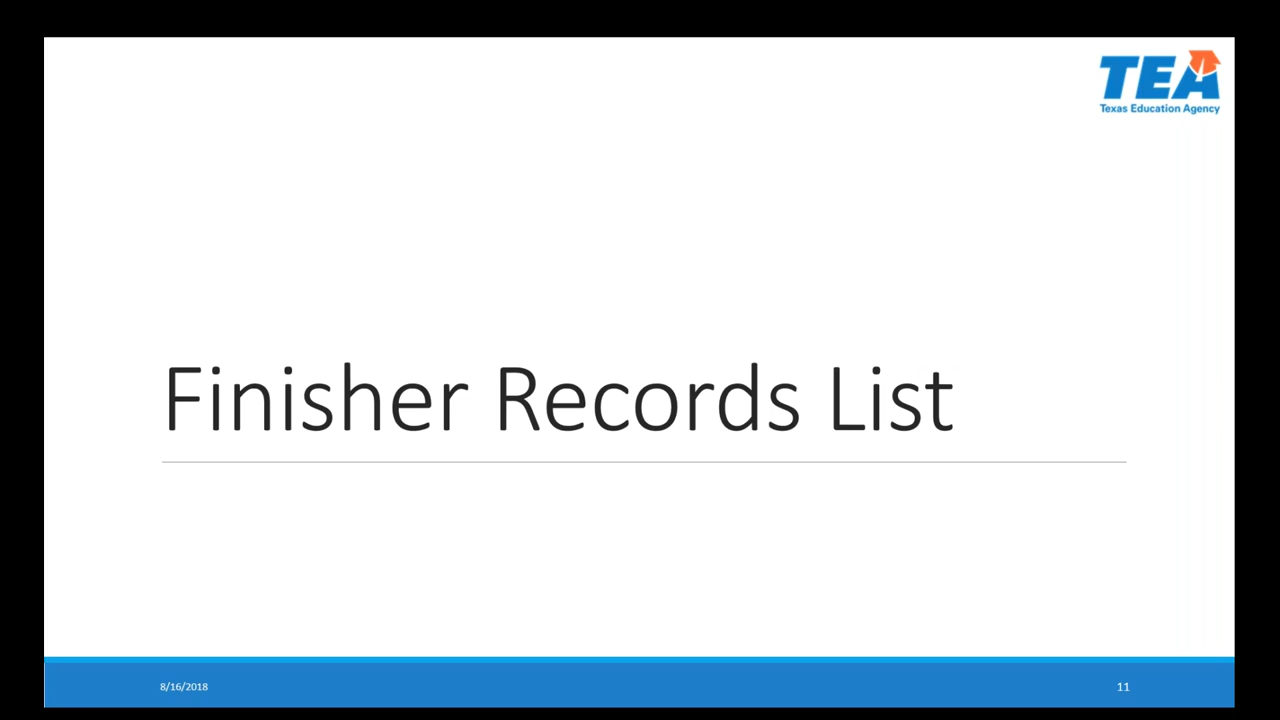 TEA
Texas Education Agency
Finisher Records List
8/16/2018
11